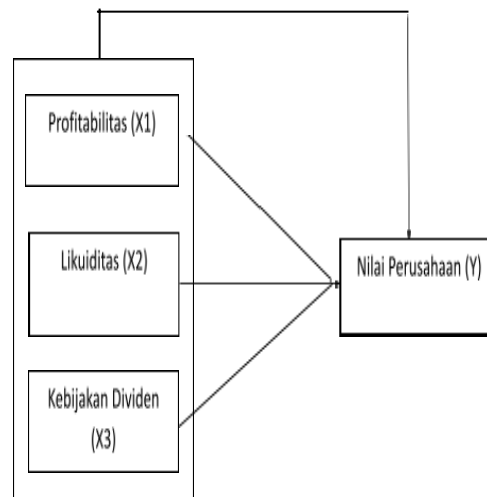 Profitabilitas (X1)
Likuiditas (X2)
Nilai Perusahaan (Y)
Kebijakan Dividen
(X3)